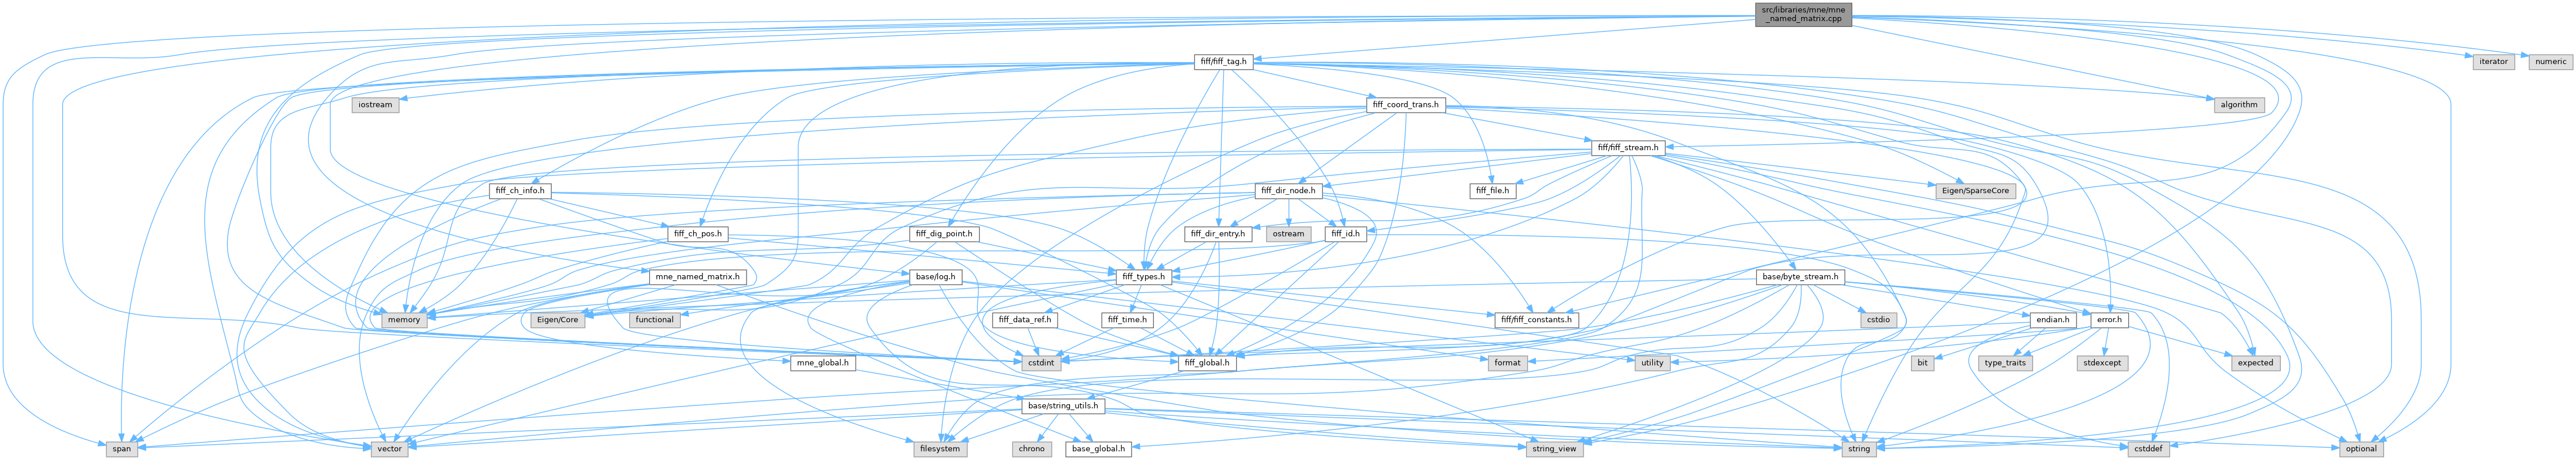 src/libraries/mne/mne
_named_matrix.cpp
fiff/fiff_tag.h
iterator
numeric
iostream
fiff_coord_trans.h
algorithm
fiff/fiff_stream.h
fiff_ch_info.h
fiff_dir_node.h
fiff_file.h
Eigen/SparseCore
fiff_ch_pos.h
fiff_dig_point.h
ostream
fiff_dir_entry.h
fiff_id.h
mne_named_matrix.h
base/log.h
fiff_types.h
base/byte_stream.h
memory
Eigen/Core
functional
fiff_data_ref.h
fiff_time.h
fiff/fiff_constants.h
cstdio
endian.h
error.h
mne_global.h
cstdint
fiff_global.h
format
utility
bit
type_traits
stdexcept
expected
base/string_utils.h
span
vector
filesystem
chrono
base_global.h
string_view
string
cstddef
optional